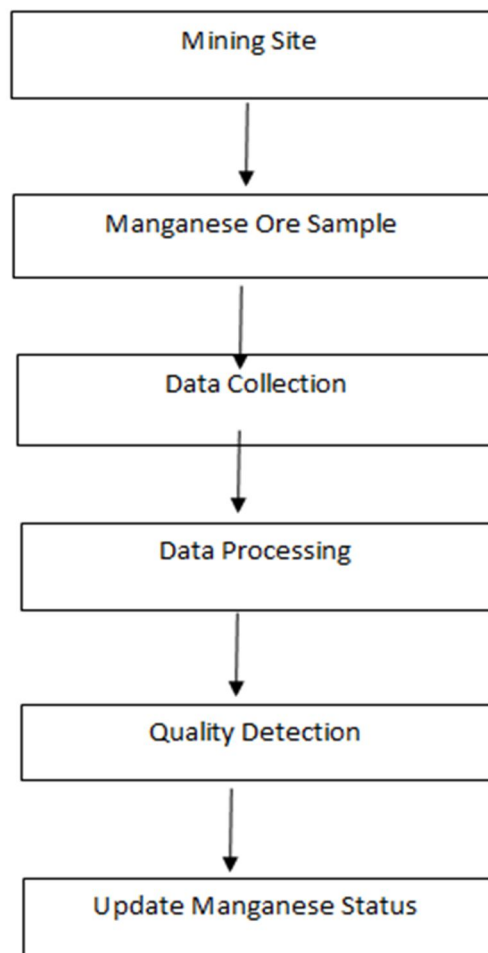 Mining Site
Manganese Ore Sample
Data Collection
Data Processing
Quality Detection
Update Manganese Status